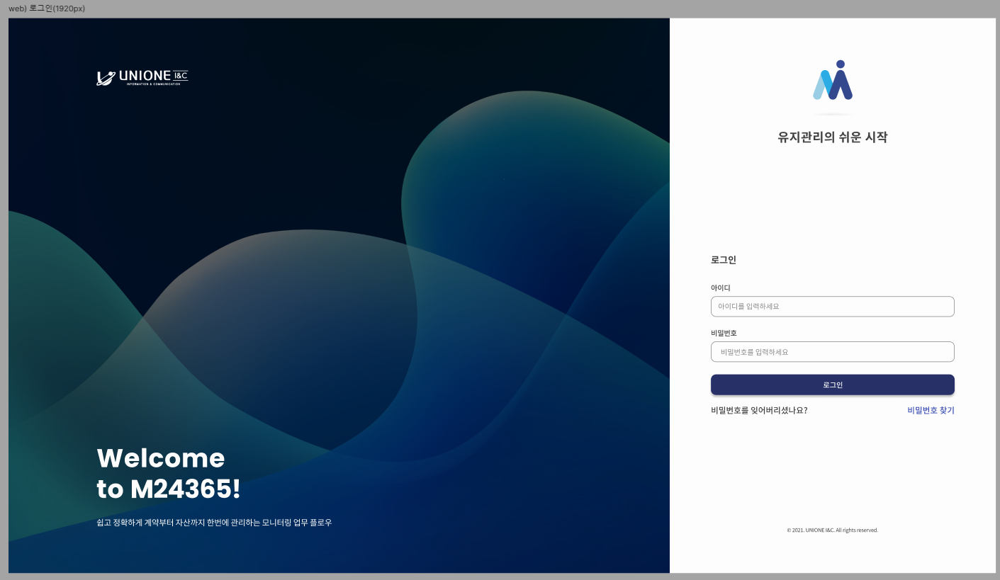 web) 로그인(1920px)
UNIONE I&C
INFORMATION & COMMUNICATION
Welcome
to M24365!
쉽고 정확하게 계약부터 자산까지 한번에 관리하는 모니터링 업무 플로우
유지관리의 쉬운 시작
로그인
아이디
아이디를 입력하세요
비밀번호
비밀번호를 입력하세요
로그인
비밀번호를 잊어버리셨나요? 비밀번호 찾기
© 2021. UNIONE I&C. All rights reserved.